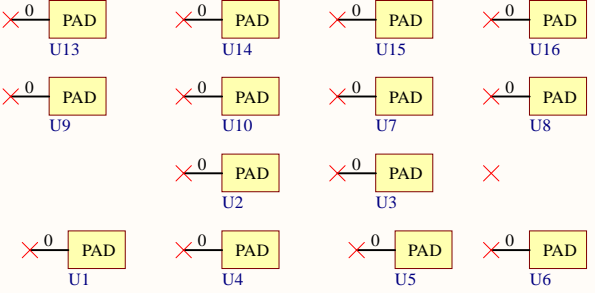 0 PAD 0 PAD 0 PAD 0 PAD
U13 U14 U15 U16
0 PAD 0 PAD 0 PAD 0 PAD
U9 U10 U7 U8
0 PAD 0 PAD
U2 U3
0 PAD 0 PAD 0 PAD 0 PAD
U1 U4 U5 U6